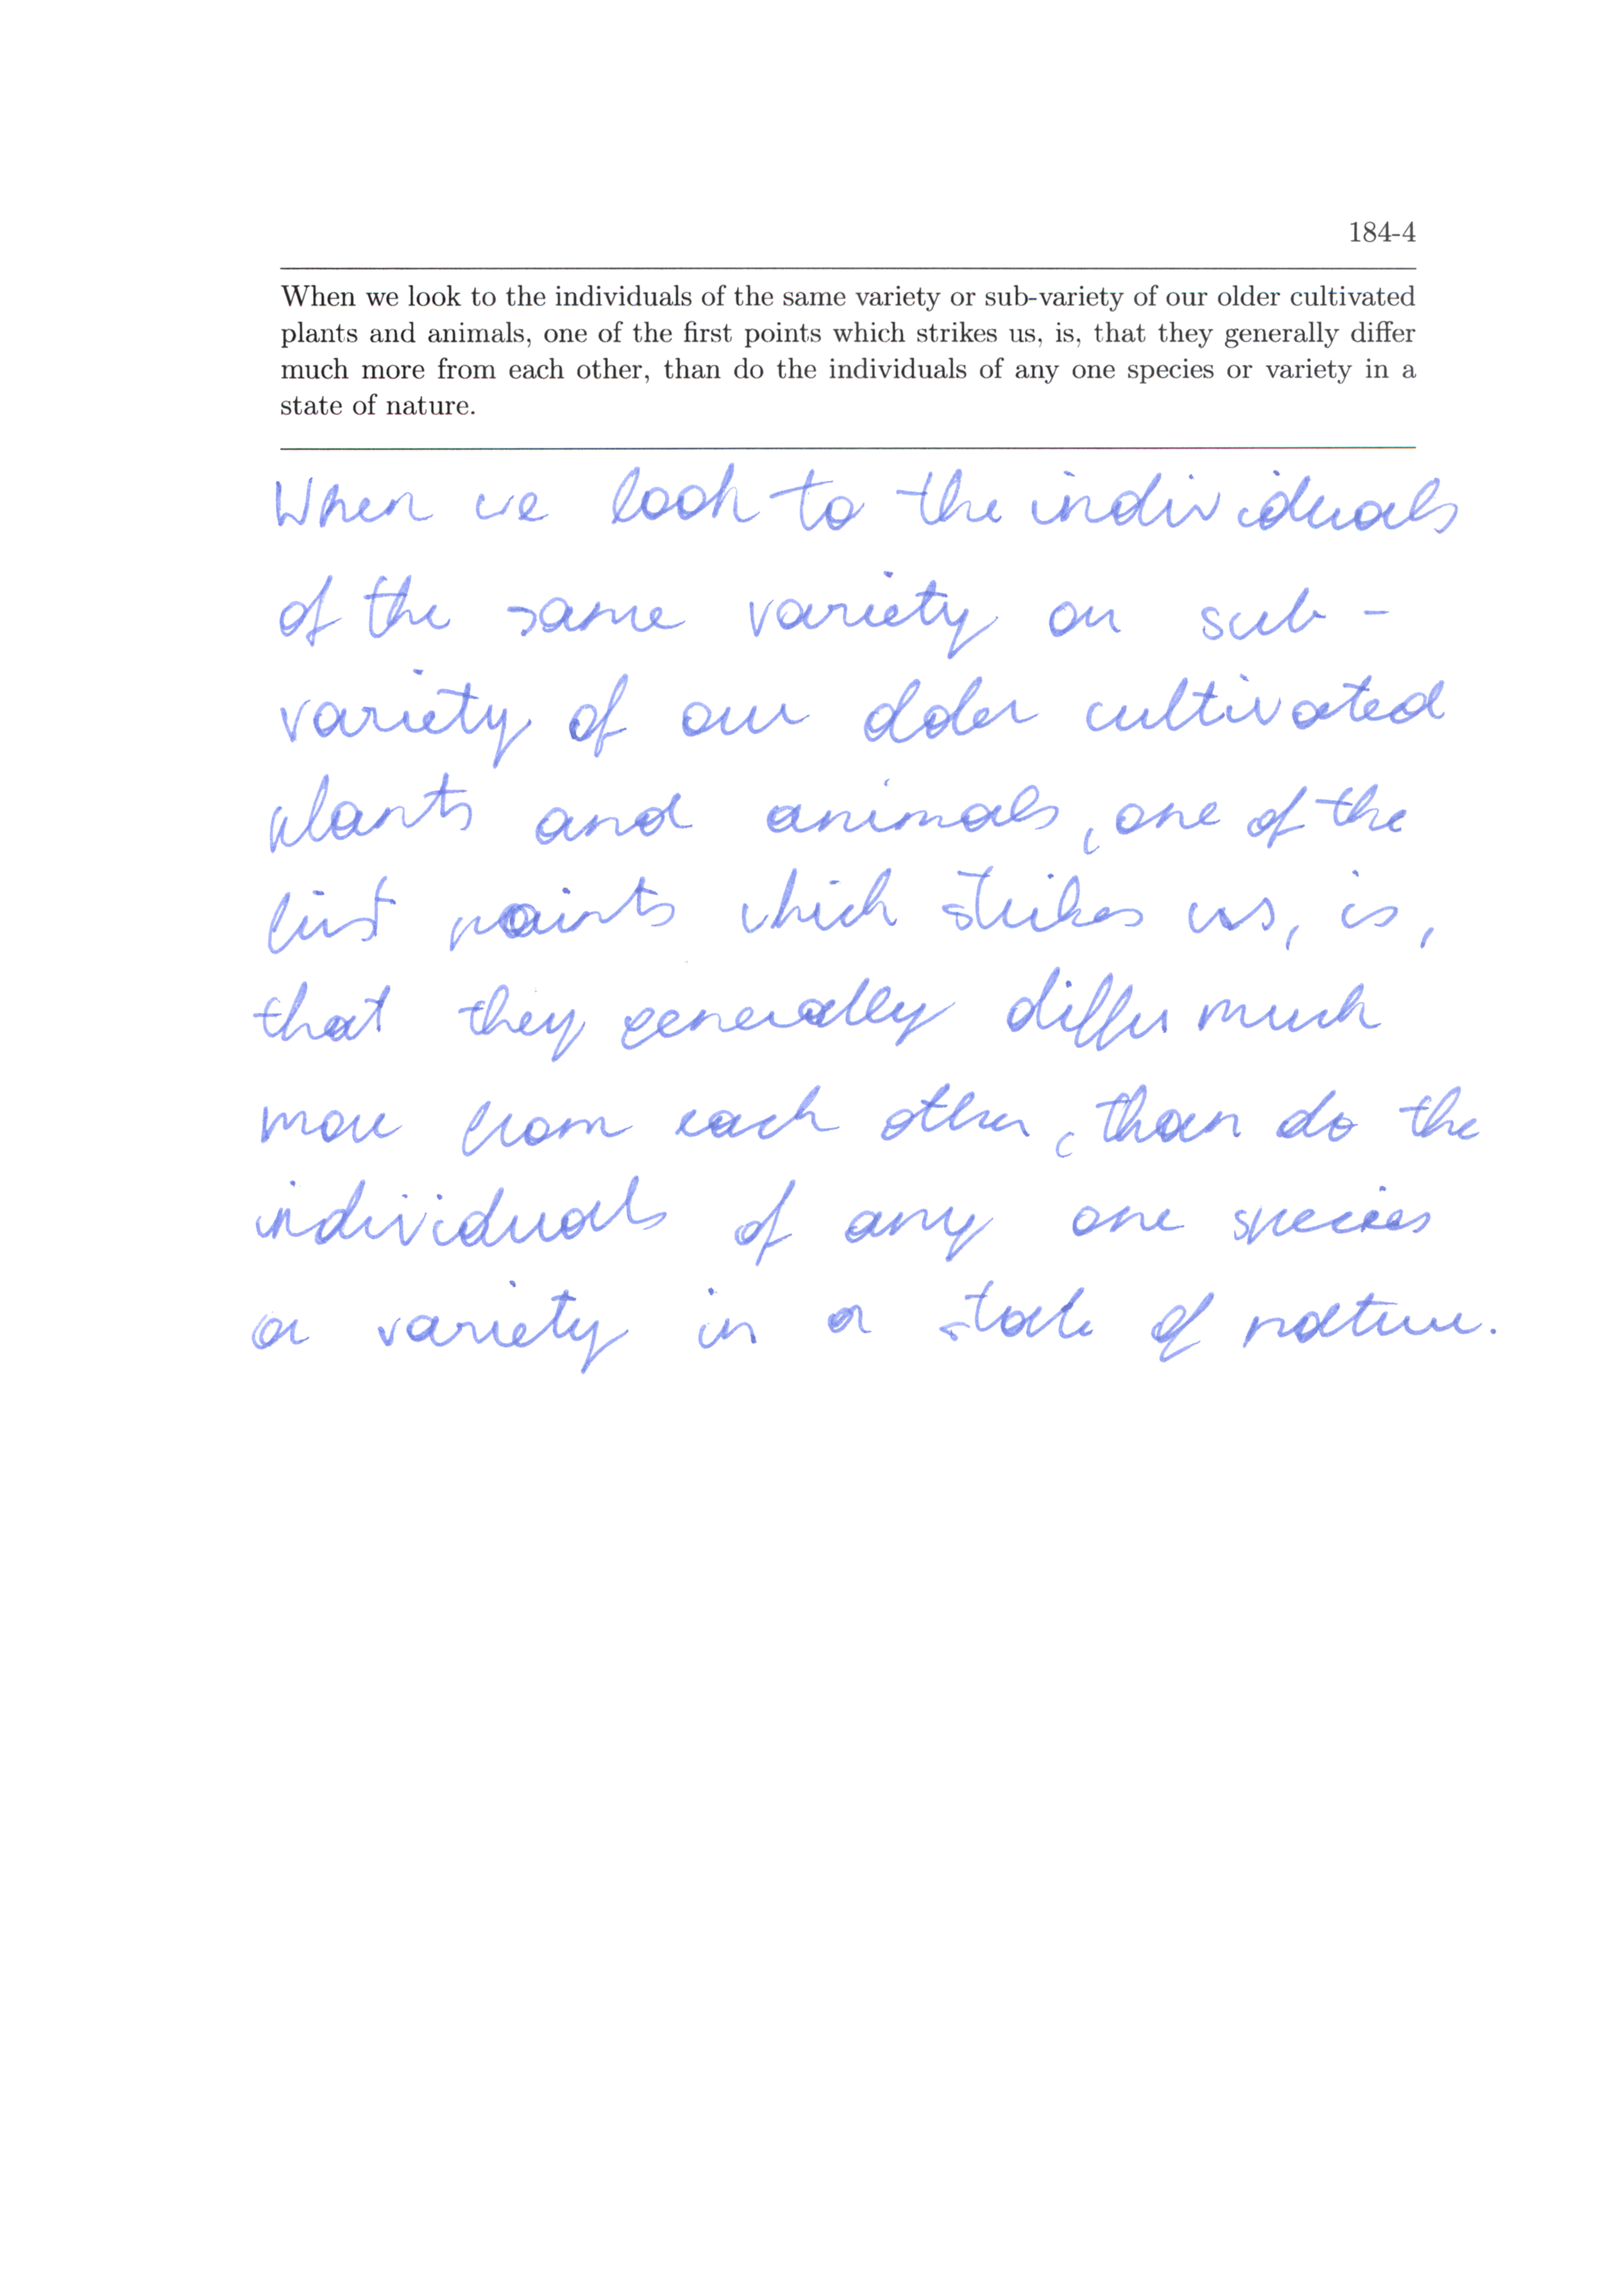 184-4
When we look to the individuals of the same variety or sub-variety of our older cultivated
plants and animals, one of the first points which strikes us, is, that they generally differ
much more from each other, than do the individuals of any one species or variety in a
state of nature.
When we look to the individuals
of the same variety or sub -
variety of our older cultivated
plants and animals, one of the
first points which strikes us, is,
that they generally differ much
more from each other, than do the
individuals of any one species
or variety in a state of nature.